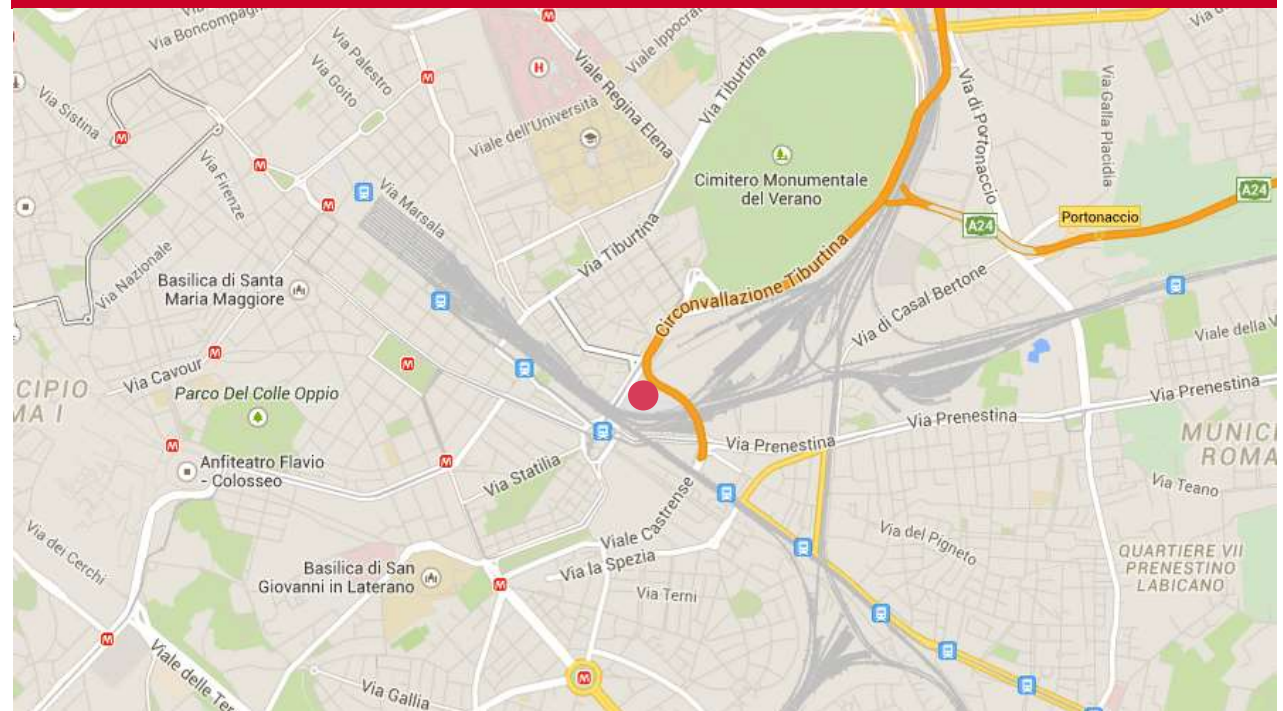 Via Boncompagni
Via Palestro
Via Goito
Via Sistina
Via Firenze
Via Nazionale
Via Marsala
Viale Ippocrat
H
Viale Regina Elena
Viale dell'Università
Via Tiburtina
Cimitero Monumentale
del Verano
Via di Portonaccio
Via Galla Placidia
A24
A24
Portonaccio
Via Tiburtina
Circonvallazione Tiburtina
Via di Casal Bertone
Basilica di Santa
Maria Maggiore
Viale della V
Via Cavour
CIPIO
MA I
Parco Del Colle Oppio
Via Prenestina
Via Prenestina
Via Prenestina
MUNICI
ROMA
Anfiteatro Flavio
- Colosseo
Via Statilia
Via Teano
Viale Castrense
Via la Spezia
Via del Pigneto
Via dei Cerchi
Basilica di San
Giovanni in Laterano
Via Terni
QUARTIERE VII
PRENESTINO
LABICANO
Viale delle Ter
Via Gallia
M
M
M
M
M
M
M
M
M
M
M
M